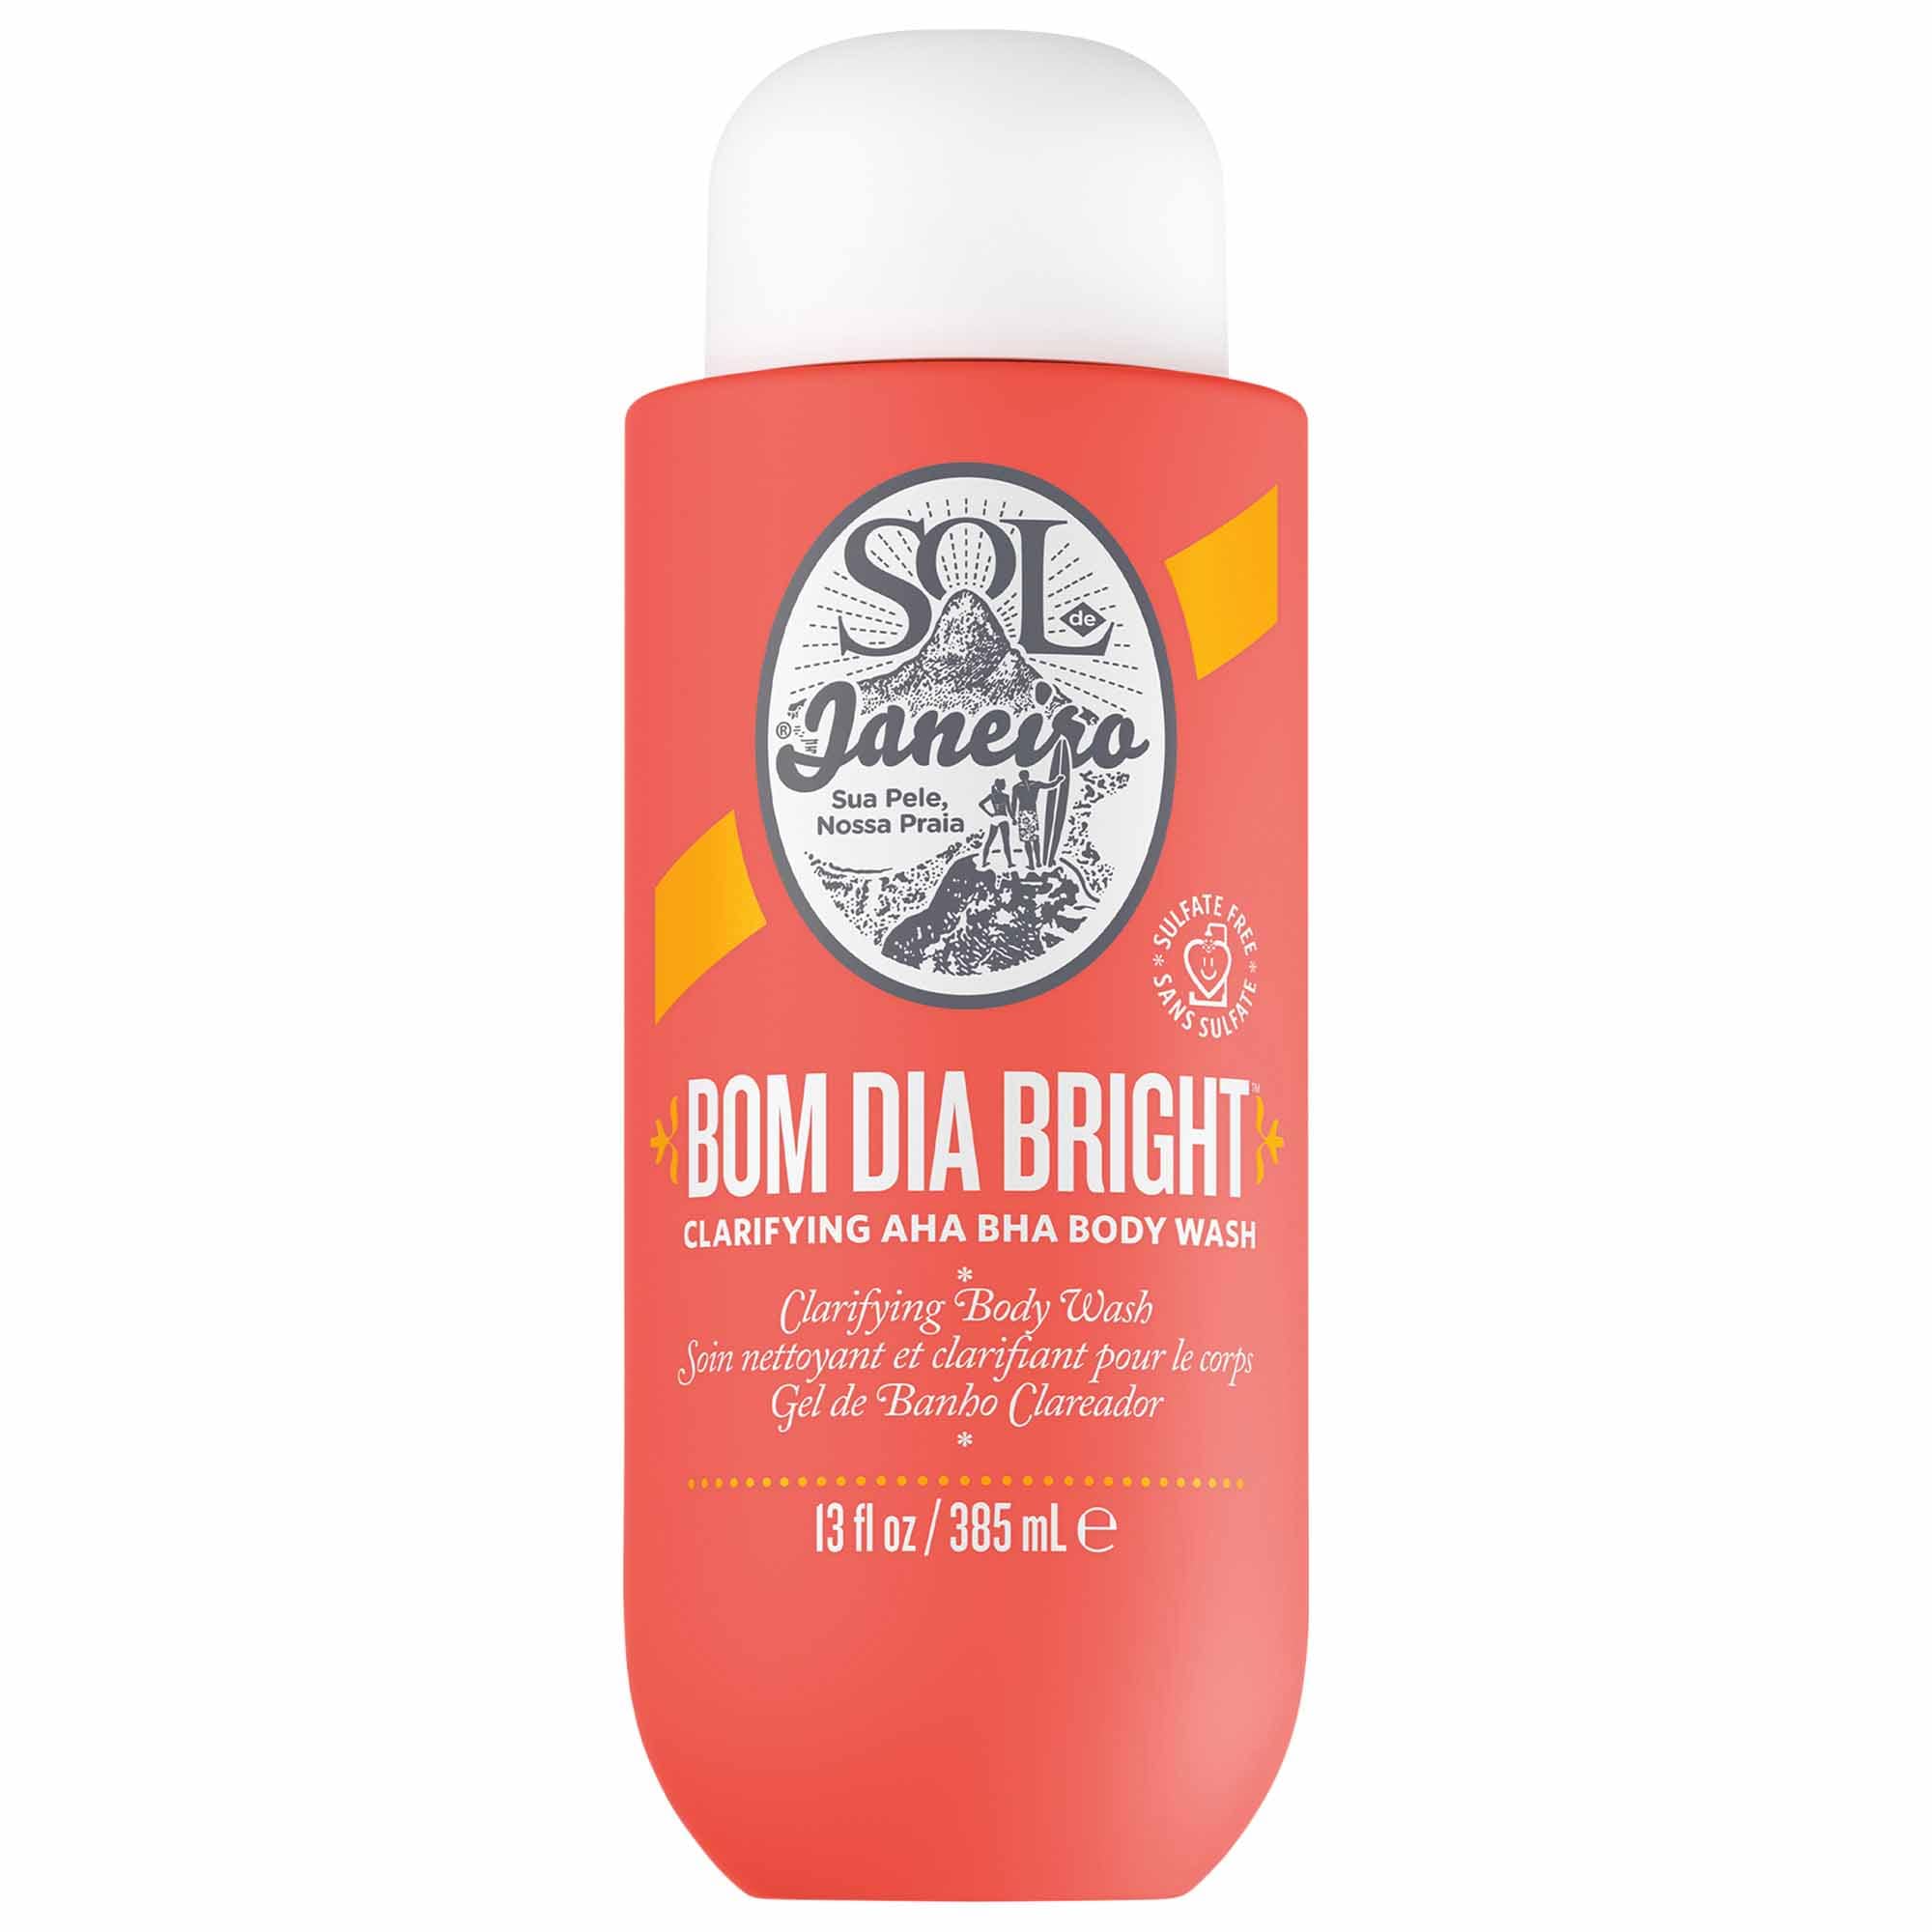 SOL
de
Janeiro
®
Sua Pele,
Nossa Praia
* SULFATE FREE *
SANS SULFATE
BOM DIA BRIGHT™
CLARIFYING AHA BHA BODY WASH
*
Clarifying Body Wash
Soin nettoyant et clarifiant pour le corps
Gel de Banho Clareador
*
13 fl oz / 385 mL ℮